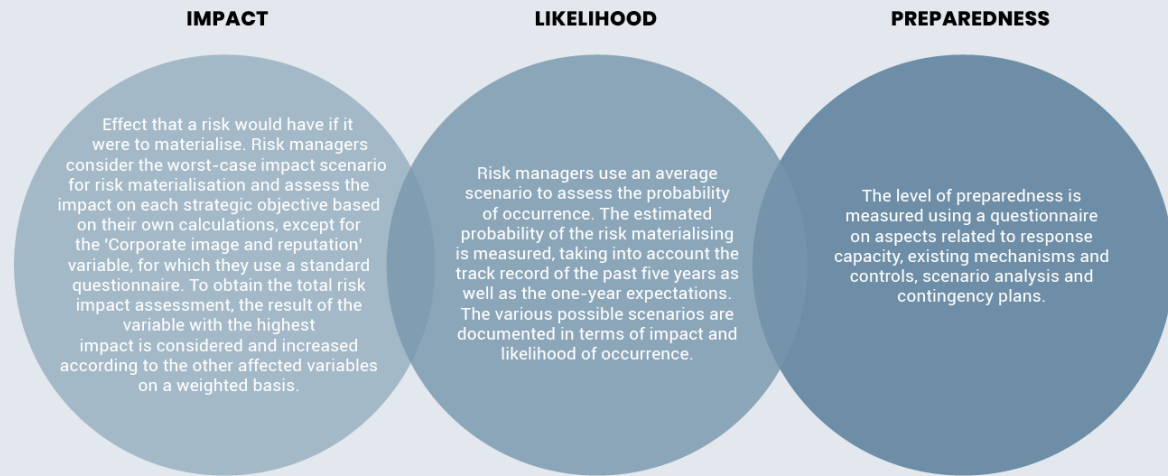 IMPACT
Effect that a risk would have if it
were to materialise. Risk managers
consider the worst-case impact scenario
for risk materialisation and assess the
impact on each strategic objective based
on their own calculations, except for
the 'Corporate image and reputation'
variable, for which they use a standard
questionnaire. To obtain the total risk
impact assessment, the result of the
variable with the highest
impact is considered and increased
according to the other affected variables
on a weighted basis.
LIKELIHOOD
Risk managers use an average
scenario to assess the probability
of occurrence. The estimated
probability of the risk materialising
is measured, taking into account the
track record of the past five years as
well as the one-year expectations.
The various possible scenarios are
documented in terms of impact and
likelihood of occurrence.
PREPAREDNESS
The level of preparedness is
measured using a questionnaire
on aspects related to response
capacity, existing mechanisms and
controls, scenario analysis and
contingency plans.